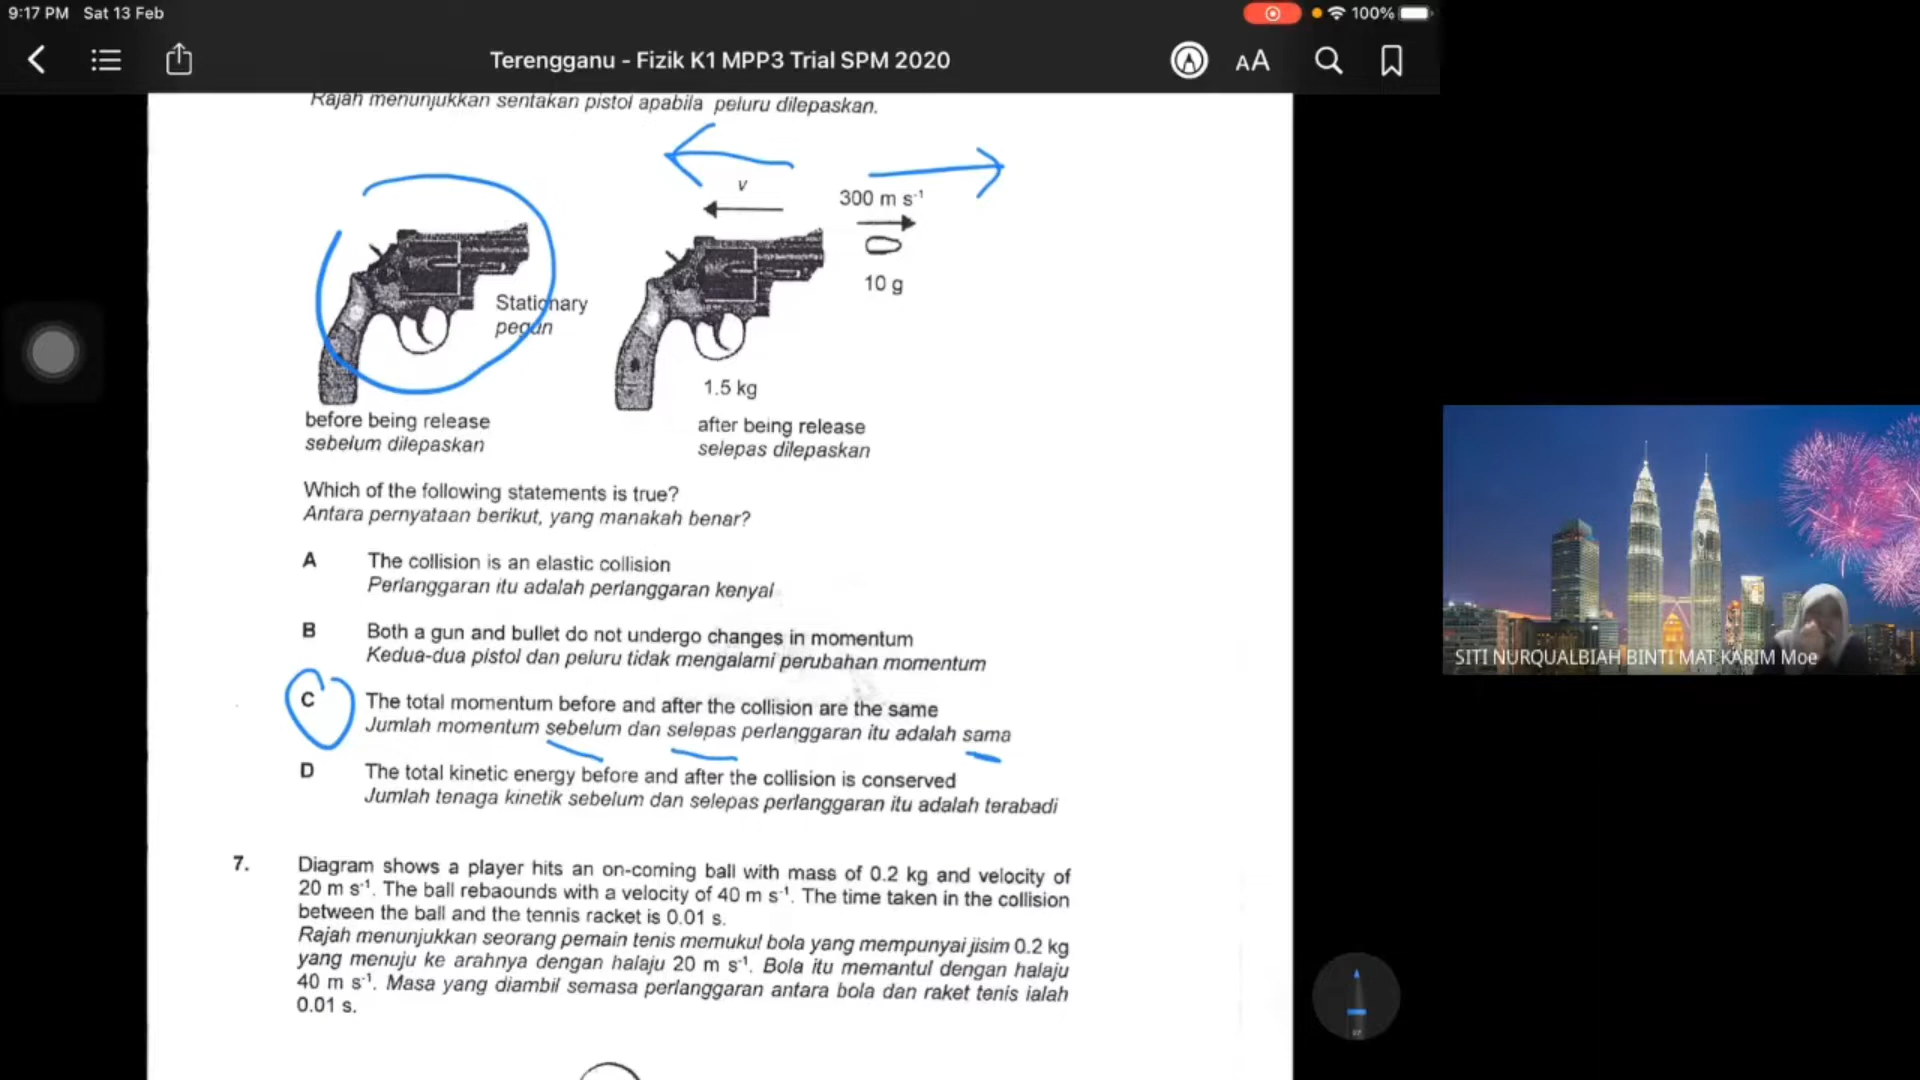 9:17 PM Sat 13 Feb
100%
Terengganu - Fizik K1 MPP3 Trial SPM 2020
AA
Rajah menunjukkan sentakan pistol apabila peluru dilepaskan.
v
300 m s⁻¹
10 g
Stationary
pegun
1.5 kg
before being release
sebelum dilepaskan
after being release
selepas dilepaskan
Which of the following statements is true?
Antara pernyataan berikut, yang manakah benar?
A The collision is an elastic collision
Perlanggaran itu adalah perlanggaran kenyal
B Both a gun and bullet do not undergo changes in momentum
Kedua-dua pistol dan peluru tidak mengalami perubahan momentum
C The total momentum before and after the collision are the same
Jumlah momentum sebelum dan selepas perlanggaran itu adalah sama
D The total kinetic energy before and after the collision is conserved
Jumlah tenaga kinetik sebelum dan selepas perlanggaran itu adalah terabadi
7. Diagram shows a player hits an on-coming ball with mass of 0.2 kg and velocity of
20 m s⁻¹. The ball rebaounds with a velocity of 40 m s⁻¹. The time taken in the collision
between the ball and the tennis racket is 0.01 s.
Rajah menunjukkan seorang pemain tenis memukul bola yang mempunyai jisim 0.2 kg
yang menuju ke arahnya dengan halaju 20 m s⁻¹. Bola itu memantul dengan halaju
40 m s⁻¹. Masa yang diambil semasa perlanggaran antara bola dan raket tenis ialah
0.01 s.
SITI NURQUALBIAH BINTI MAT KARIM Moe